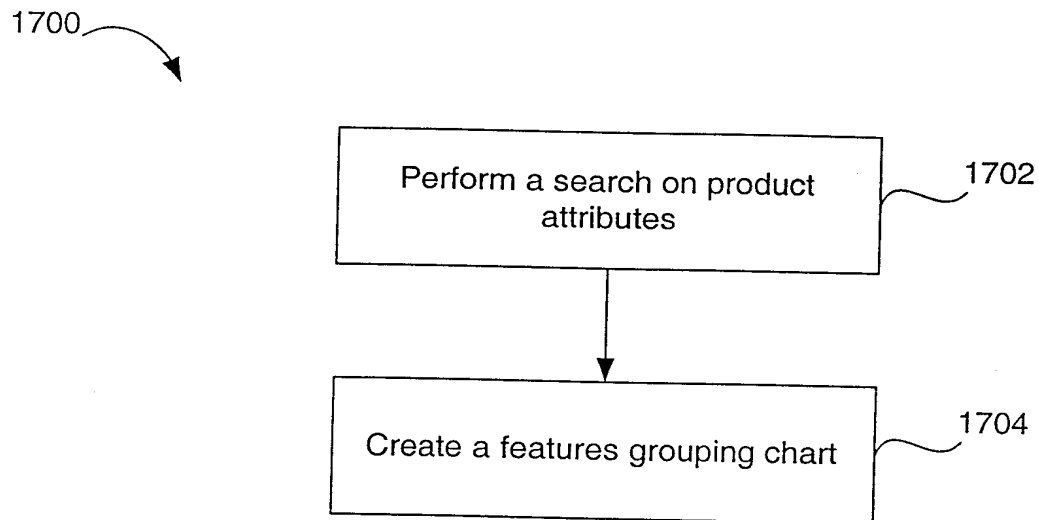 1700
Perform a search on product
attributes
1702
Create a features grouping chart
1704